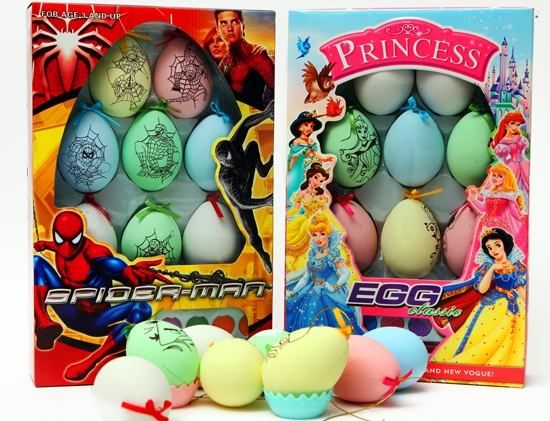 FOR AGE 3 AND UP
SPIDER-MAN
PRINCESS
EGG
classic
AND NEW VOGUE!